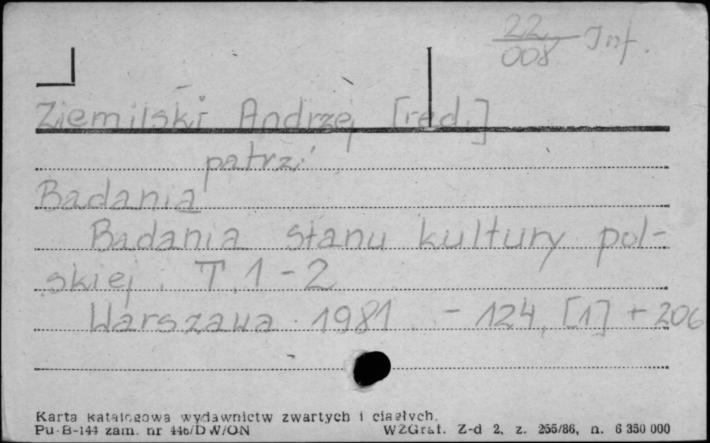 22
008 Inf.
Ziemilski Andrzej [red.]
patrz:
Badania
Badania stanu kultury pol-
skiej. T. 1-2
Warszawa 1981. - 124, [1] + 206
Karta katalogowa wydawnictw zwartych i ciągłych.
Pu-B-144 zam. nr 446/DW/ON WZGraf. Z-d 2, z. 255/86, n. 6 350 000